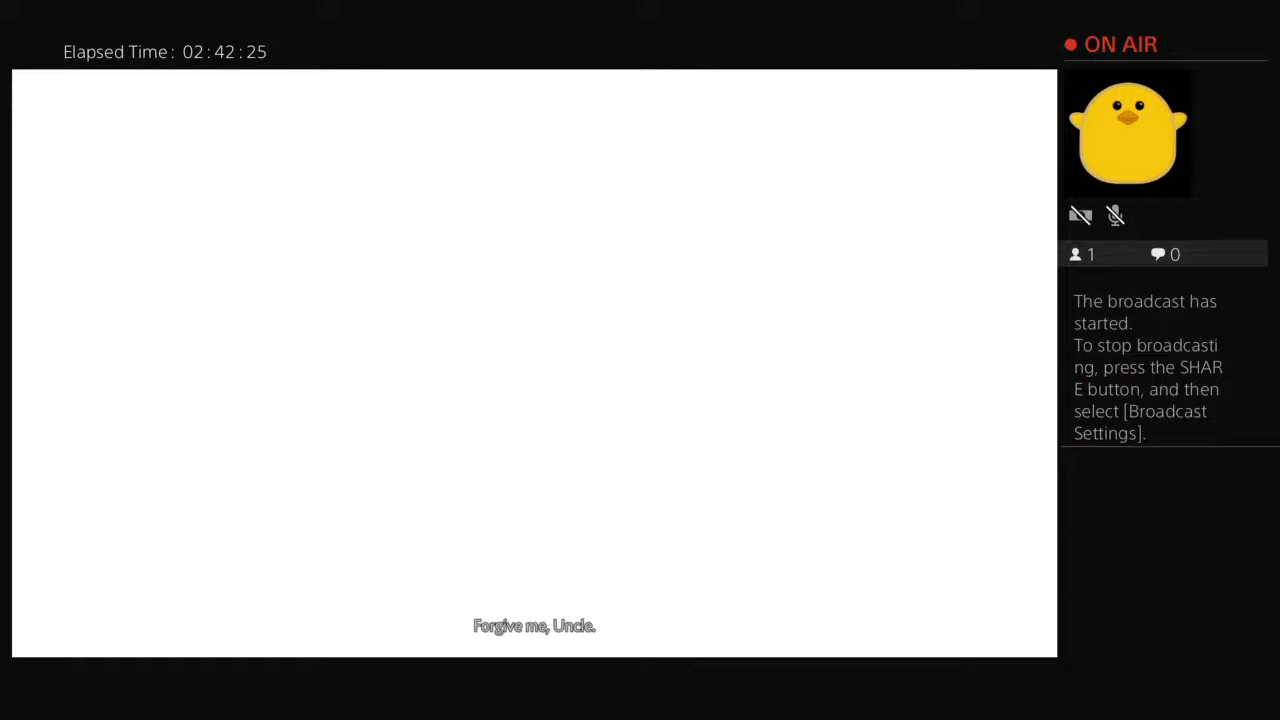 Elapsed Time: 02:42:25
ON AIR
1 0
The broadcast has
started.
To stop broadcasti
ng, press the SHAR
E button, and then
select [Broadcast
Settings].
Forgive me, Uncle.